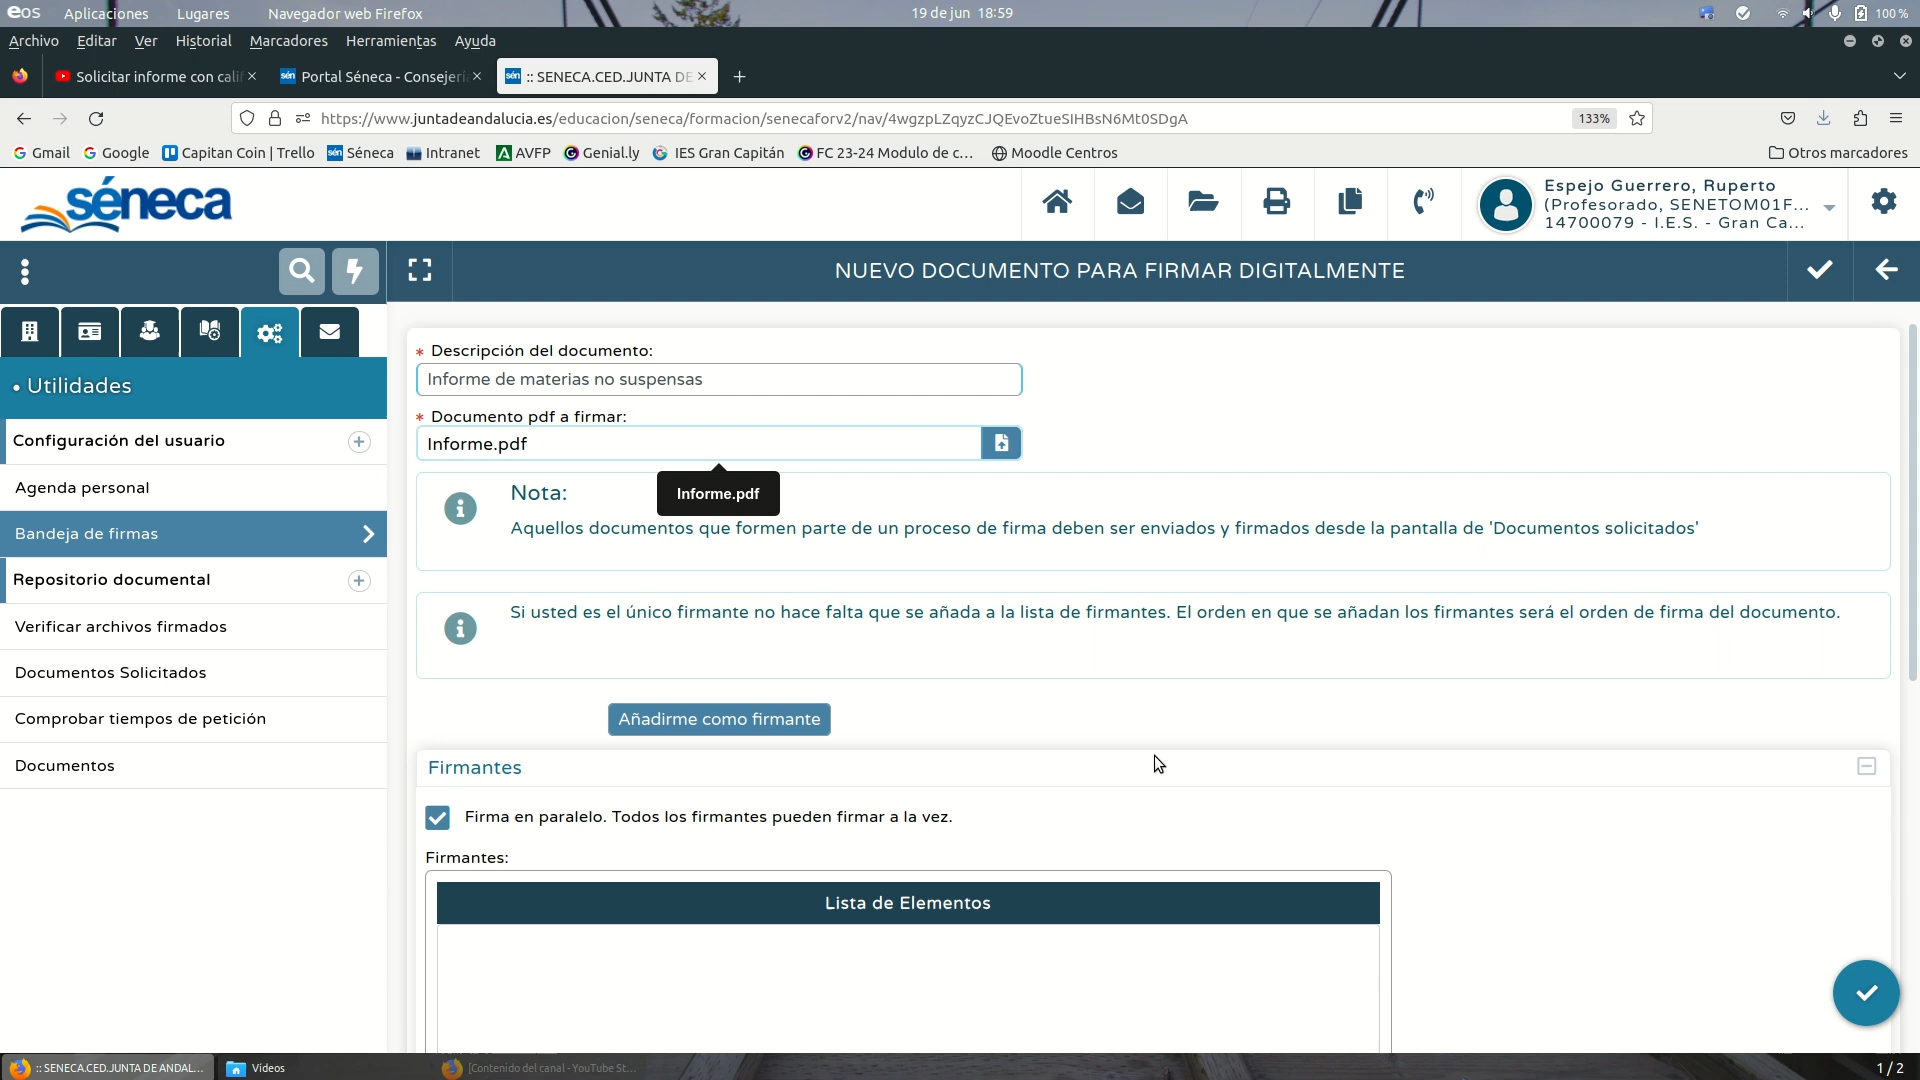 eos Aplicaciones Lugares Navegador web Firefox 19 de jun 18:59 100 %
Archivo Editar Ver Historial Marcadores Herramientas Ayuda
Solicitar informe con cali Portal Séneca - Consejería :: SENECA.CED.JUNTA DE
https://www.juntadeandalucia.es/educacion/seneca/formacion/senecaforv2/nav/4wgzpLZqyzCJQEvoZtueSIHBsN6Mt0SDgA 133%
Gmail Google Capitan Coin | Trello Séneca Intranet AVFP Genial.ly IES Gran Capitán FC 23-24 Modulo de c... Moodle Centros Otros marcadores
séneca
Espejo Guerrero, Ruperto
(Profesorado, SENETOM01F...
14700079 - I.E.S. - Gran Ca...
NUEVO DOCUMENTO PARA FIRMAR DIGITALMENTE
• Utilidades
Configuración del usuario
Agenda personal
Bandeja de firmas
Repositorio documental
Verificar archivos firmados
Documentos Solicitados
Comprobar tiempos de petición
Documentos
* Descripción del documento:
Informe de materias no suspensas
* Documento pdf a firmar:
Informe.pdf
Informe.pdf
Nota:
Aquellos documentos que formen parte de un proceso de firma deben ser enviados y firmados desde la pantalla de 'Documentos solicitados'
Si usted es el único firmante no hace falta que se añada a la lista de firmantes. El orden en que se añadan los firmantes será el orden de firma del documento.
Añadirme como firmante
Firmantes
Firma en paralelo. Todos los firmantes pueden firmar a la vez.
Firmantes:
Lista de Elementos
:: SENECA.CED.JUNTA DE ANDAL... Vídeos [Contenido del canal - YouTube St... 1 / 2